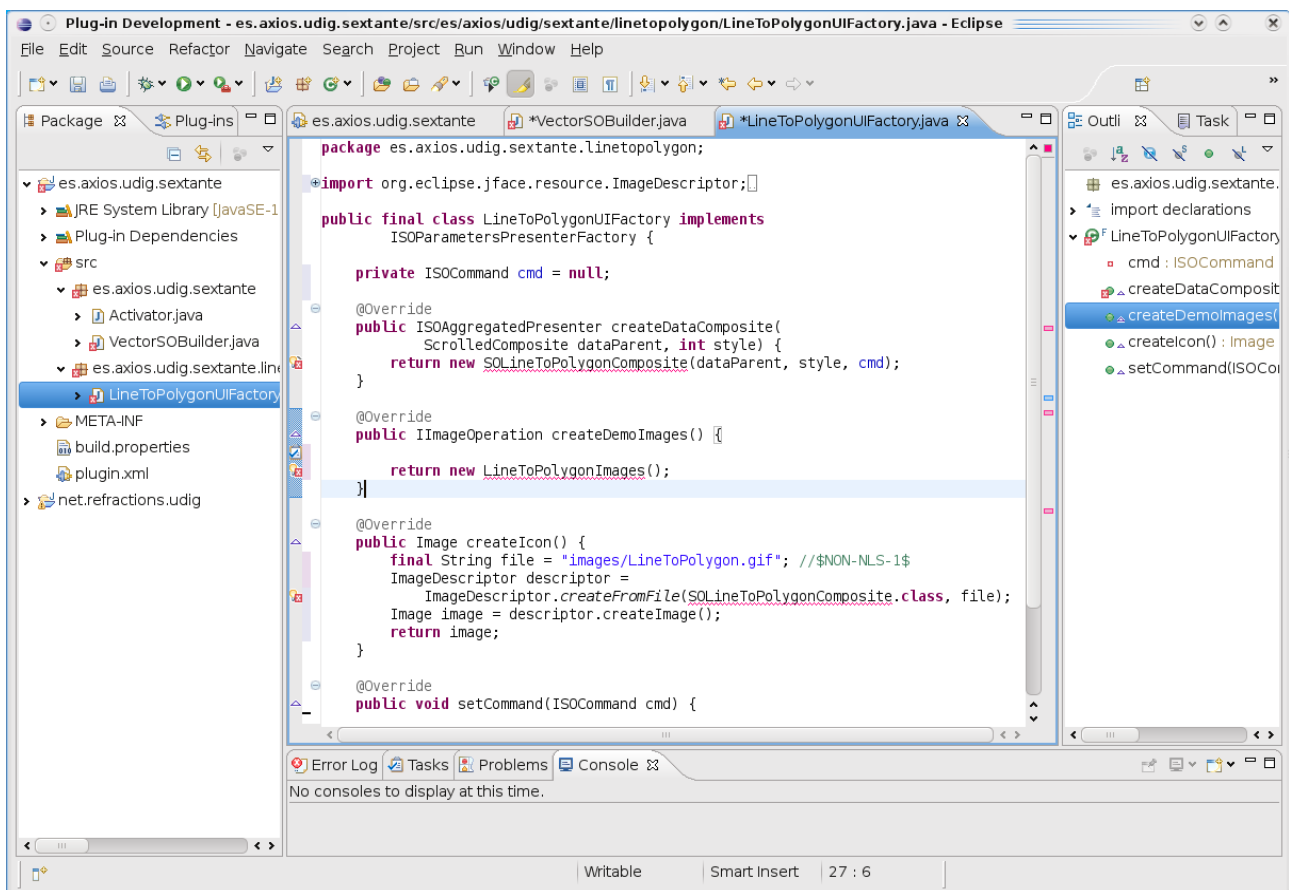 Plug-in Development - es.axios.udig.sextante/src/es/axios/udig/sextante/linetopolygon/LineToPolygonUIFactory.java - Eclipse
File Edit Source Refactor Navigate Search Project Run Window Help
Package Plug-ins
es.axios.udig.sextante *VectorSOBuilder.java *LineToPolygonUIFactory.java
Outli Task
es.axios.udig.sextante
JRE System Library [JavaSE-1
Plug-in Dependencies
src
es.axios.udig.sextante
Activator.java
VectorSOBuilder.java
es.axios.udig.sextante.line
LineToPolygonUIFactory
META-INF
build.properties
plugin.xml
net.refractions.udig
package es.axios.udig.sextante.linetopolygon;
import org.eclipse.jface.resource.ImageDescriptor;
public final class LineToPolygonUIFactory implements
ISOParametersPresenterFactory {
private ISOCommand cmd = null;
@Override
public ISOAggregatedPresenter createDataComposite(
ScrolledComposite dataParent, int style) {
return new SOLineToPolygonComposite(dataParent, style, cmd);
}
@Override
public IImageOperation createDemoImages() {
return new LineToPolygonImages();
}
@Override
public Image createIcon() {
final String file = "images/LineToPolygon.gif"; //$NON-NLS-1$
ImageDescriptor descriptor =
ImageDescriptor.createFromFile(SOLineToPolygonComposite.class, file);
Image image = descriptor.createImage();
return image;
}
@Override
public void setCommand(ISOCommand cmd) {
es.axios.udig.sextante.
import declarations
LineToPolygonUIFactory
cmd : ISOCommand
createDataComposit
createDemoImages(
createIcon() : Image
setCommand(ISOCo
Error Log Tasks Problems Console
No consoles to display at this time.
Writable Smart Insert 27 : 6